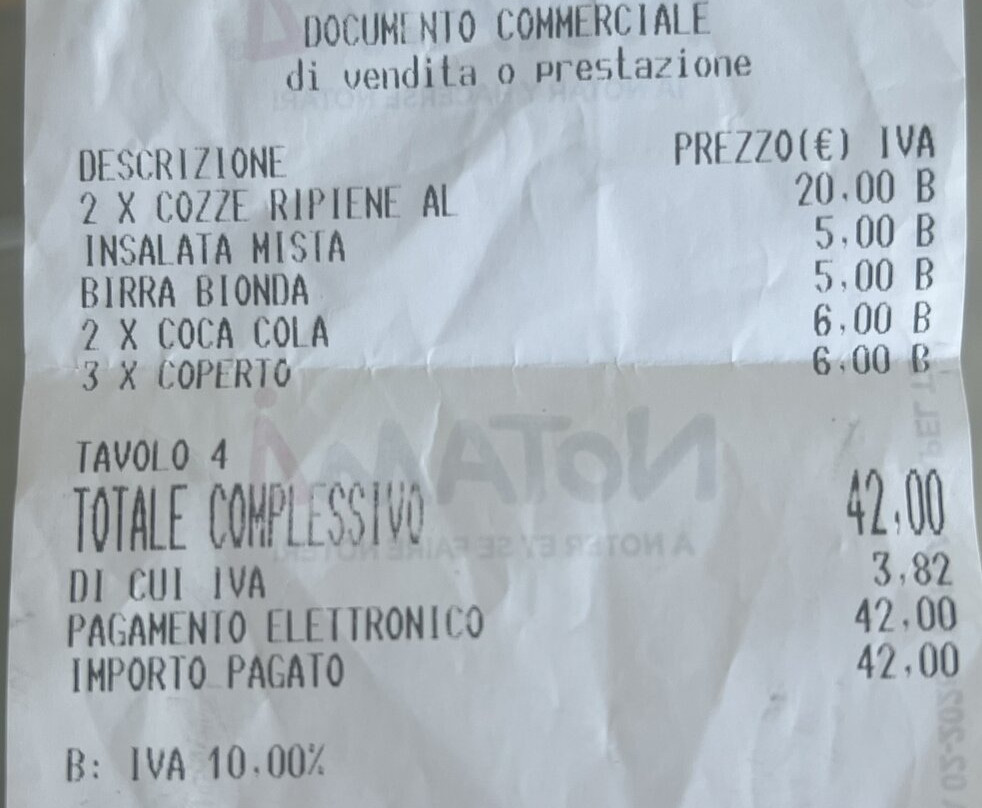 DOCUMENTO COMMERCIALE
di vendita o prestazione
DESCRIZIONE PREZZO(€) IVA
2 X COZZE RIPIENE AL 20,00 B
INSALATA MISTA 5,00 B
BIRRA BIONDA 5,00 B
2 X COCA COLA 6,00 B
3 X COPERTO 6,00 B
TAVOLO 4
TOTALE COMPLESSIVO 42,00
DI CUI IVA 3,82
PAGAMENTO ELETTRONICO 42,00
IMPORTO PAGATO 42,00
B: IVA 10,00%